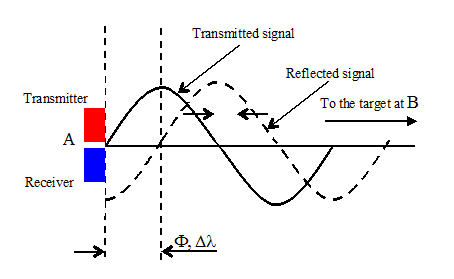 Transmitted signal
Reflected signal
Transmitter
To the target at B
A
Receiver
Φ, Δλ